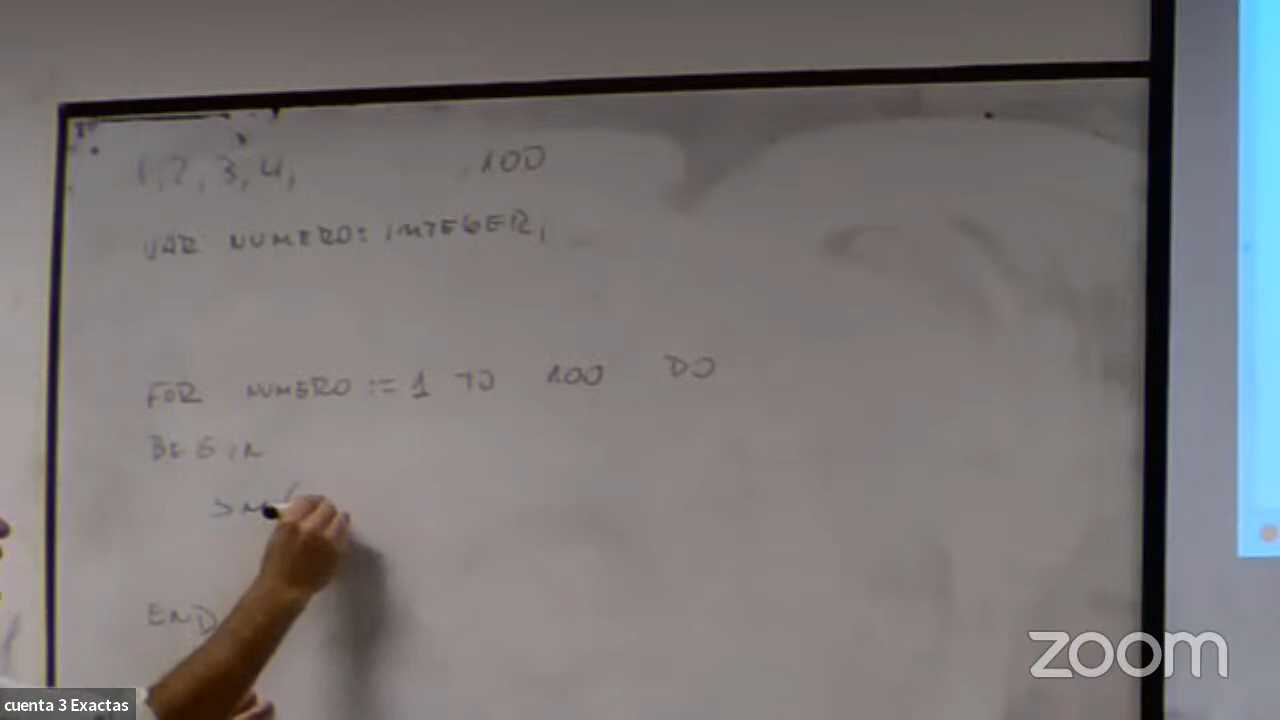 1, 2, 3, 4, , 100
VAR NUMERO: INTEGER;
FOR NUMERO := 1 TO 100 DO
BEGIN
END
zoom
cuenta 3 Exactas